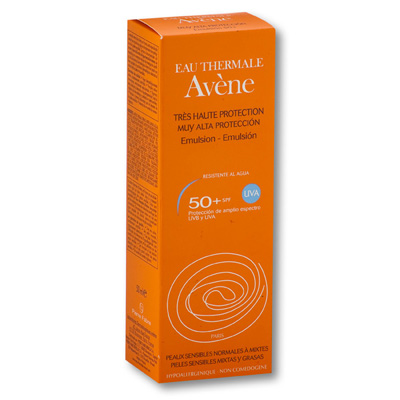 EAU THERMALE
Avène
TRÈS HAUTE PROTECTION
MUY ALTA PROTECCIÓN
Emulsion - Emulsión
RESISTENTE AL AGUA
50+ SPF
UVA
Protección de amplio espectro
UVB y UVA
PARIS
PEAUX SENSIBLES NORMALES À MIXTES
PIELES SENSIBLES MIXTAS y GRASAS
HYPOALLERGÉNIQUE · NON COMÉDOGÈNE